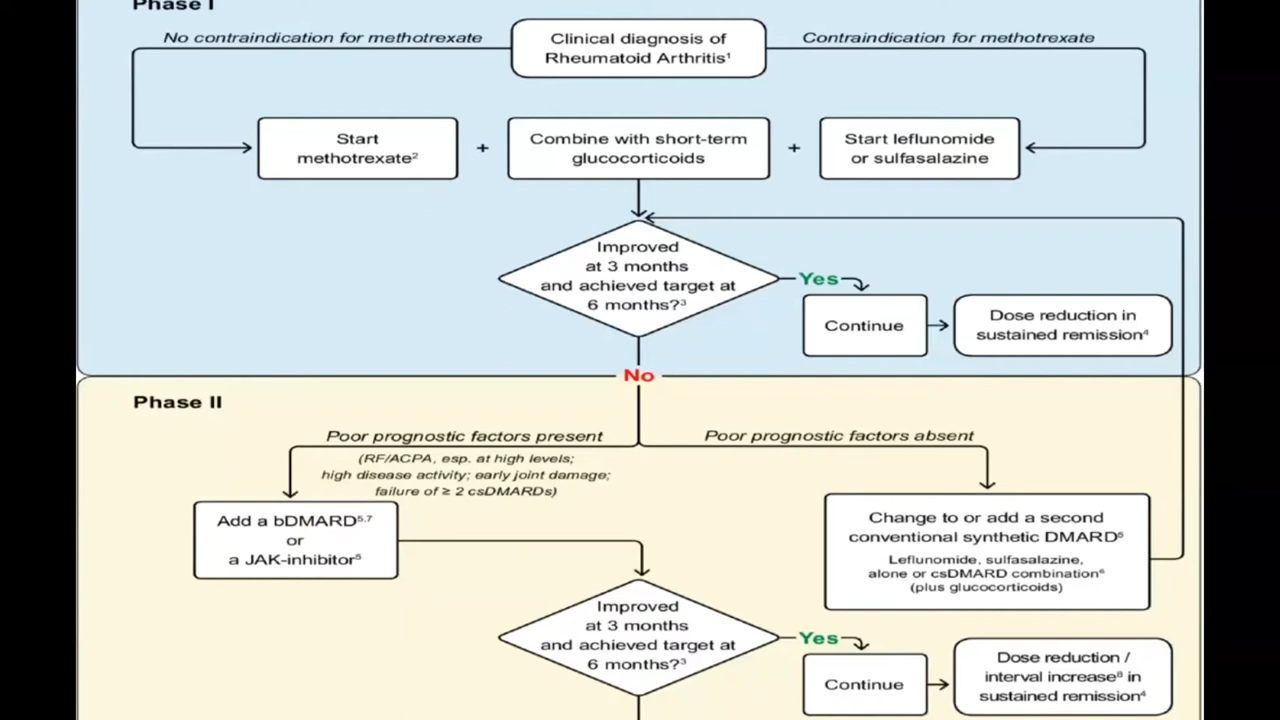 Phase I
No contraindication for methotrexate
Clinical diagnosis of
Rheumatoid Arthritis¹
Contraindication for methotrexate
Start
methotrexate²
+
Combine with short-term
glucocorticoids
+
Start leflunomide
or sulfasalazine
Improved
at 3 months
and achieved target at
6 months?³
Yes
Continue
Dose reduction in
sustained remission⁴
No
Phase II
Poor prognostic factors present
(RF/ACPA, esp. at high levels;
high disease activity; early joint damage;
failure of ≥ 2 csDMARDs)
Poor prognostic factors absent
Add a bDMARD⁵,⁷
or
a JAK-inhibitor⁵
Change to or add a second
conventional synthetic DMARD⁵
Leflunomide, sulfasalazine,
alone or csDMARD combination⁶
(plus glucocorticoids)
Improved
at 3 months
and achieved target at
6 months?³
Yes
Continue
Dose reduction /
interval increase⁸ in
sustained remission⁴